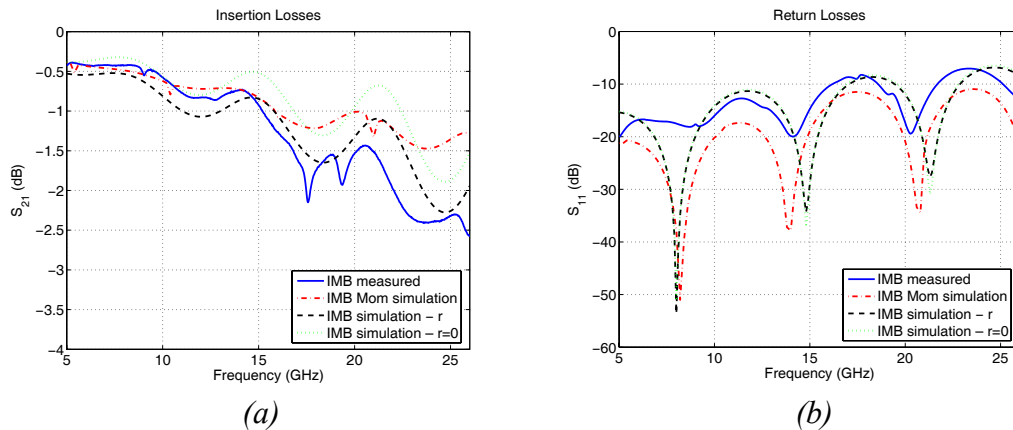 Insertion Losses
0
−0.5
−1
−1.5
−2
−2.5
−3
−3.5
−4
S21 (dB)
IMB measured
IMB Mom simulation
IMB simulation − r
IMB simulation − r=0
5 10 15 20 25
Frequency (GHz)
(a)
Return Losses
0
−10
−20
−30
−40
−50
−60
S11 (dB)
IMB measured
IMB Mom simulation
IMB simulation − r
IMB simulation − r=0
5 10 15 20 25
Frequency (GHz)
(b)